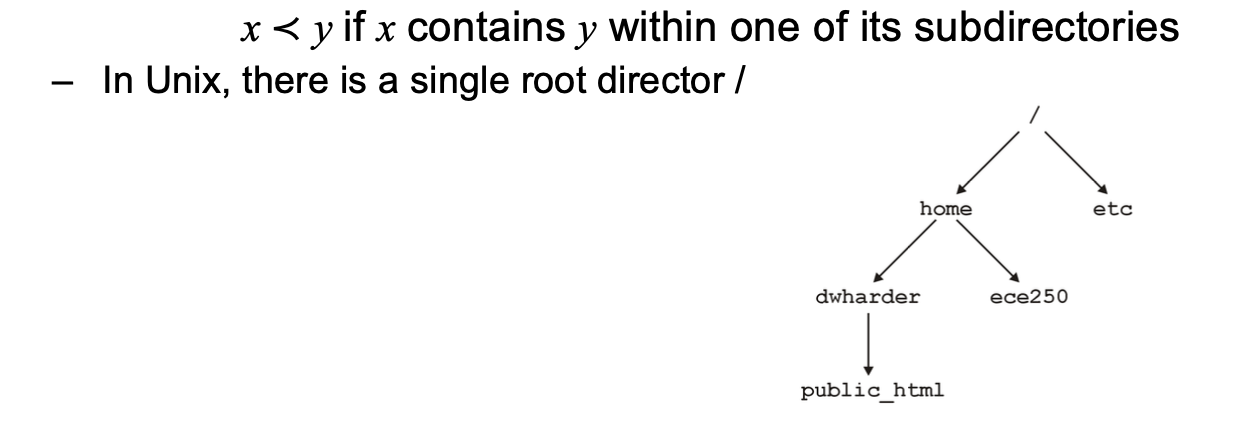 x ≺ y if x contains y within one of its subdirectories
– In Unix, there is a single root director /
/
home etc
dwharder ece250
public_html